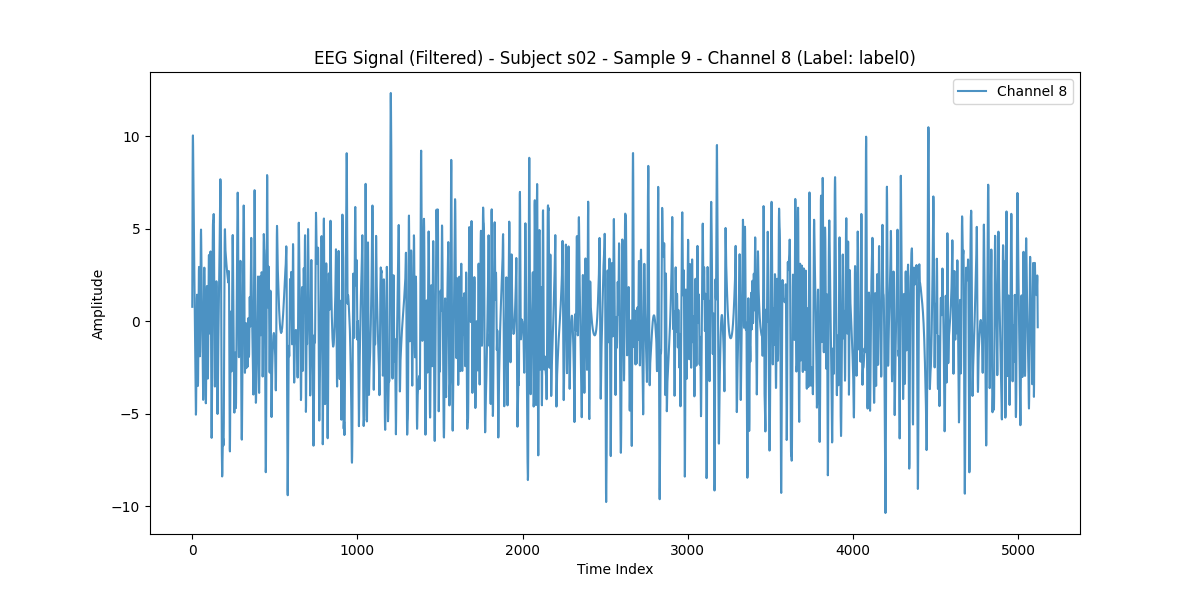 EEG Signal (Filtered) - Subject s02 - Sample 9 - Channel 8 (Label: label0)
Channel 8
Amplitude
10
5
0
−5
−10
0 1000 2000 3000 4000 5000
Time Index